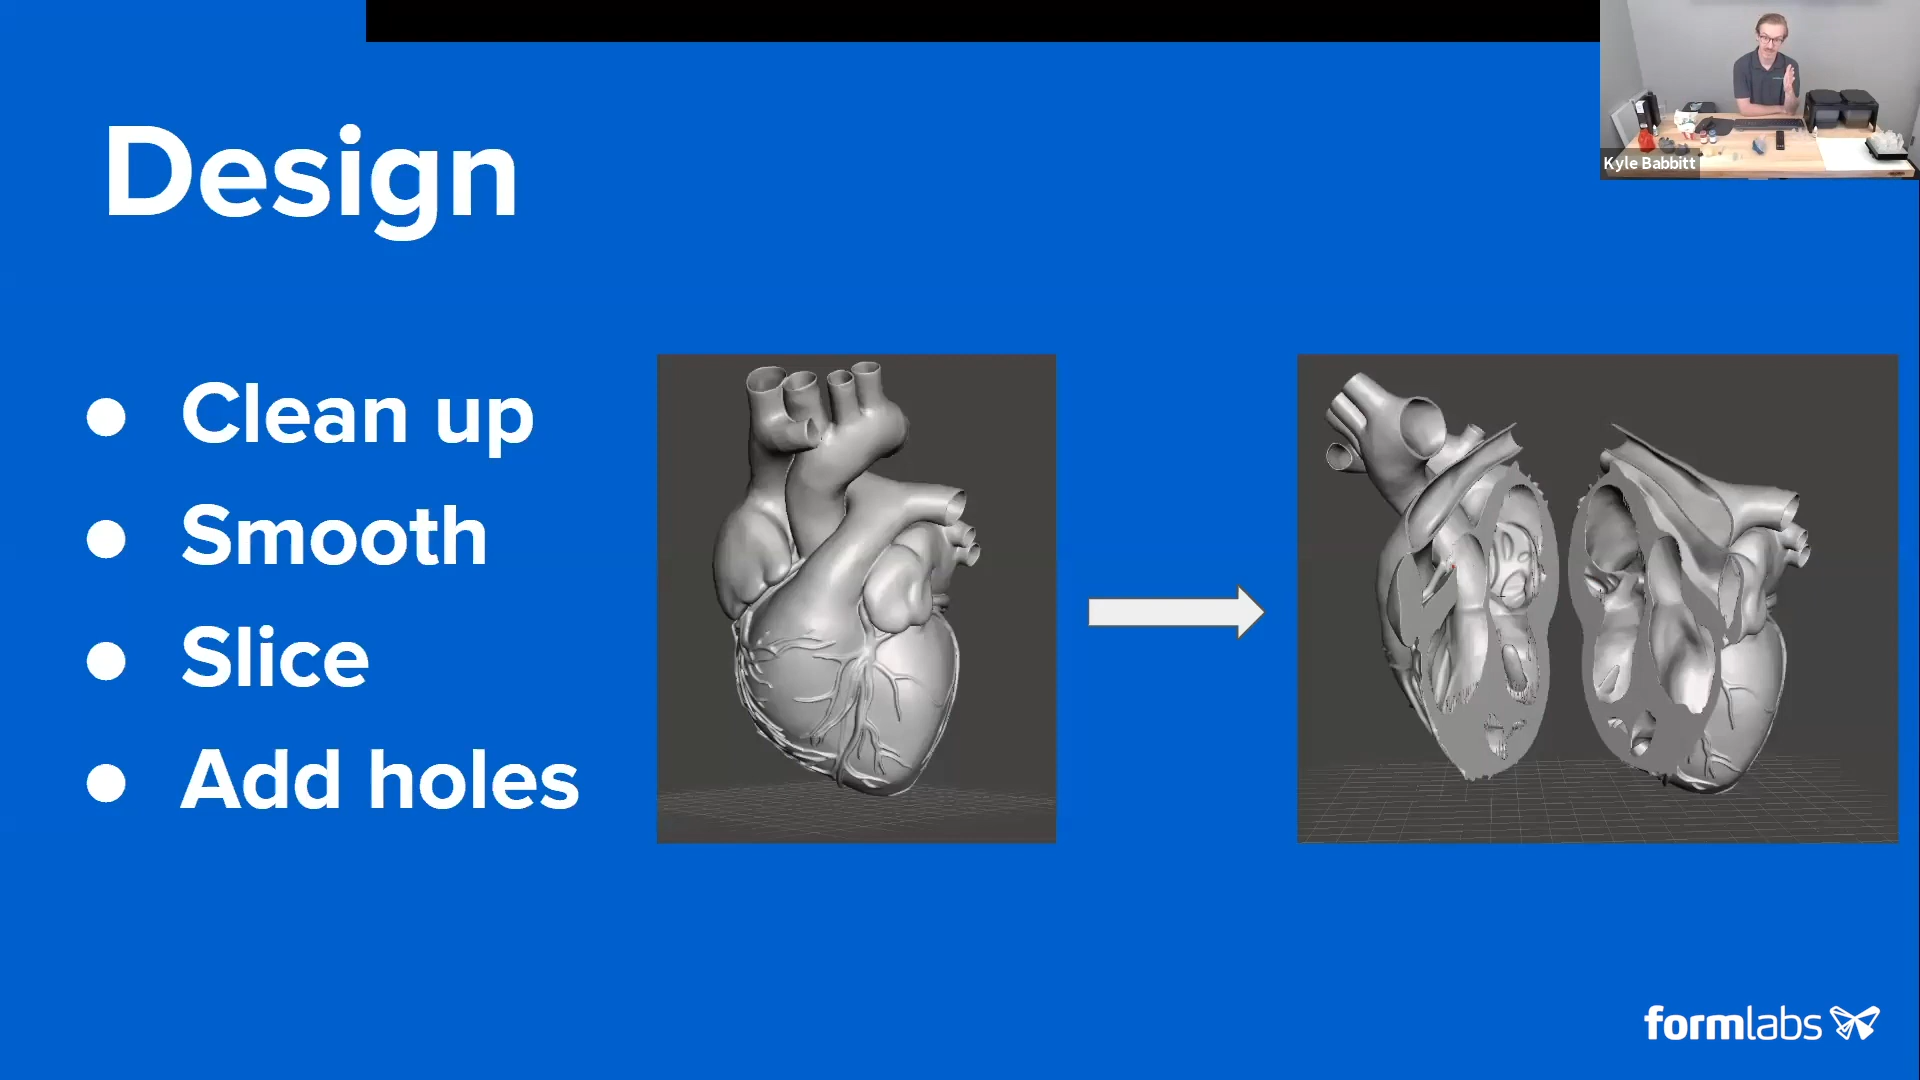 Design
Clean up
Smooth
Slice
Add holes
Kyle Babbitt
formlabs